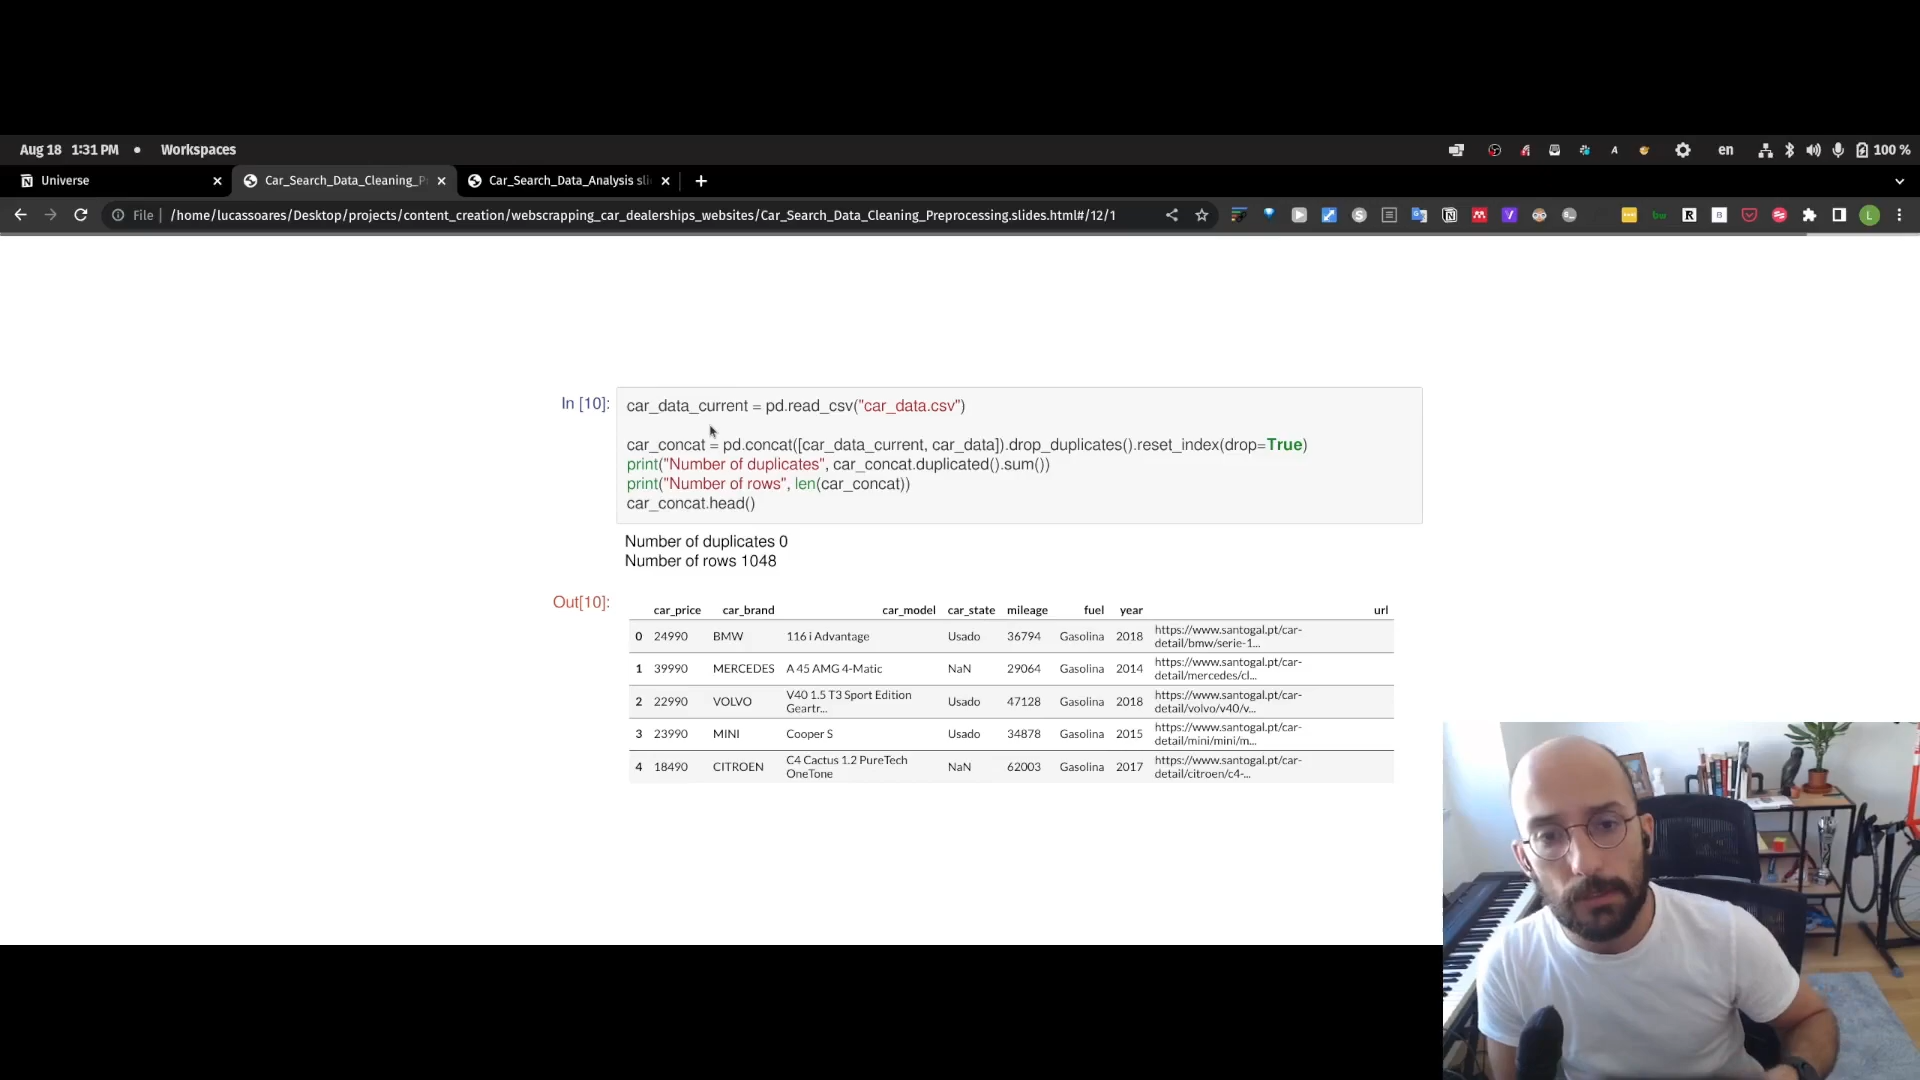 Aug 18 1:31 PM • Workspaces
en
100 %
Universe
Car_Search_Data_Cleaning_P
Car_Search_Data_Analysis sli
File | /home/lucassoares/Desktop/projects/content_creation/webscrapping_car_dealerships_websites/Car_Search_Data_Cleaning_Preprocessing.slides.html#/12/1
In [10]:
car_data_current = pd.read_csv("car_data.csv")
car_concat = pd.concat([car_data_current, car_data]).drop_duplicates().reset_index(drop=True)
print("Number of duplicates", car_concat.duplicated().sum())
print("Number of rows", len(car_concat))
car_concat.head()
Number of duplicates 0
Number of rows 1048
Out[10]:
car_price car_brand car_model car_state mileage fuel year url
0 24990 BMW 116 i Advantage Usado 36794 Gasolina 2018 https://www.santogal.pt/car-
detail/bmw/serie-1...
1 39990 MERCEDES A 45 AMG 4-Matic NaN 29064 Gasolina 2014 https://www.santogal.pt/car-
detail/mercedes/cl...
2 22990 VOLVO V40 1.5 T3 Sport Edition Usado 47128 Gasolina 2018 https://www.santogal.pt/car-
Geartr... detail/volvo/v40/v...
3 23990 MINI Cooper S Usado 34878 Gasolina 2015 https://www.santogal.pt/car-
detail/mini/mini/m...
4 18490 CITROEN C4 Cactus 1.2 PureTech NaN 62003 Gasolina 2017 https://www.santogal.pt/car-
OneTone detail/citroen/c4-...